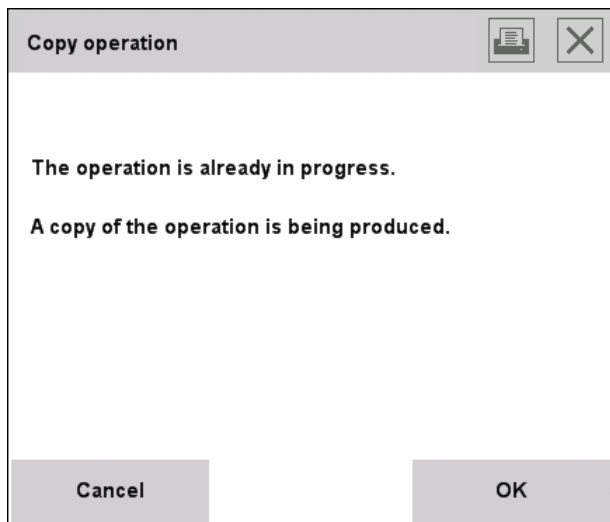 Copy operation
The operation is already in progress.
A copy of the operation is being produced.
Cancel
OK